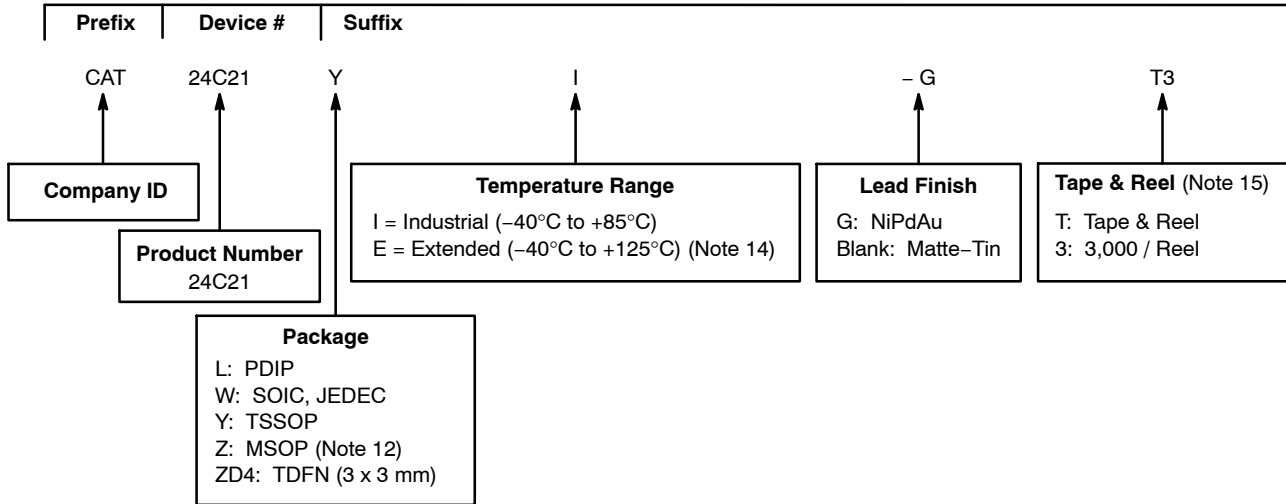 Prefix Device # Suffix
CAT 24C21 Y I – G T3
Company ID
Product Number
24C21
Package
L: PDIP
W: SOIC, JEDEC
Y: TSSOP
Z: MSOP (Note 12)
ZD4: TDFN (3 x 3 mm)
Temperature Range
I = Industrial (−40°C to +85°C)
E = Extended (−40°C to +125°C) (Note 14)
Lead Finish
G: NiPdAu
Blank: Matte−Tin
Tape & Reel (Note 15)
T: Tape & Reel
3: 3,000 / Reel